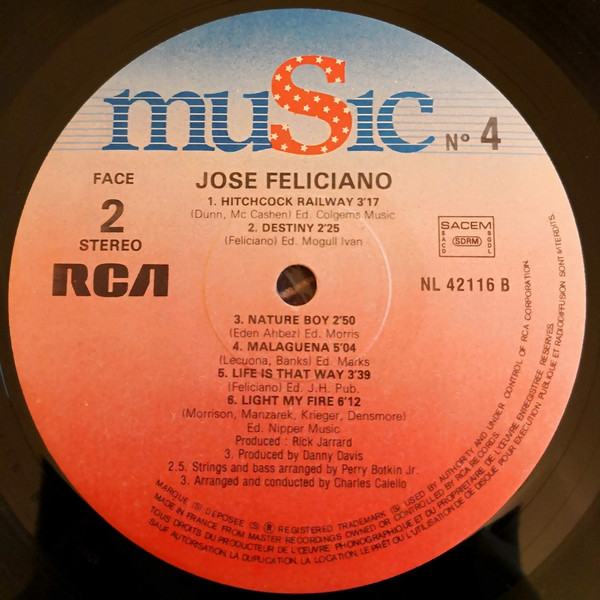 music Nº 4
FACE
2
STEREO
RCA
JOSE FELICIANO
1. HITCHCOCK RAILWAY 3'17
(Dunn, Mc Cashen) Ed. Colgems Music
2. DESTINY 2'25
(Feliciano) Ed. Mogull Ivan
SACEM
SACD
SDRM
SGDL
NL 42116 B
3. NATURE BOY 2'50
(Eden Ahbez) Ed. Morris
4. MALAGUENA 5'04
(Lecuona, Banks) Ed. Marks
5. LIFE IS THAT WAY 3'39
(Feliciano) Ed. J.H. Pub.
6. LIGHT MY FIRE 6'12
(Morrison, Manzarek, Krieger, Densmore)
Ed. Nipper Music
Produced : Rick Jarrard
3. Produced by Danny Davis
2.5. Strings and bass arranged by Perry Botkin Jr.
3. Arranged and conducted by Charles Calello
MARQUE (S) DEPOSEE (S) ® REGISTERED TRADEMARK (S) USED BY AUTHORITY AND UNDER CONTROL OF RCA CORPORATION.
MADE IN FRANCE FROM MASTER RECORDINGS OWNED OR CONTROLLED BY RCA RECORDS.
TOUS DROITS DU PRODUCTEUR DE L'ŒUVRE PHONOGRAPHIQUE ET DU PROPRIETAIRE DE L'ŒUVRE ENREGISTREE RESERVES.
SAUF AUTORISATION, LA DUPLICATION, LA LOCATION, LE PRÊT OU L'UTILISATION DE CE DISQUE POUR EXECUTION PUBLIQUE ET RADIODIFFUSION SONT INTERDITS.